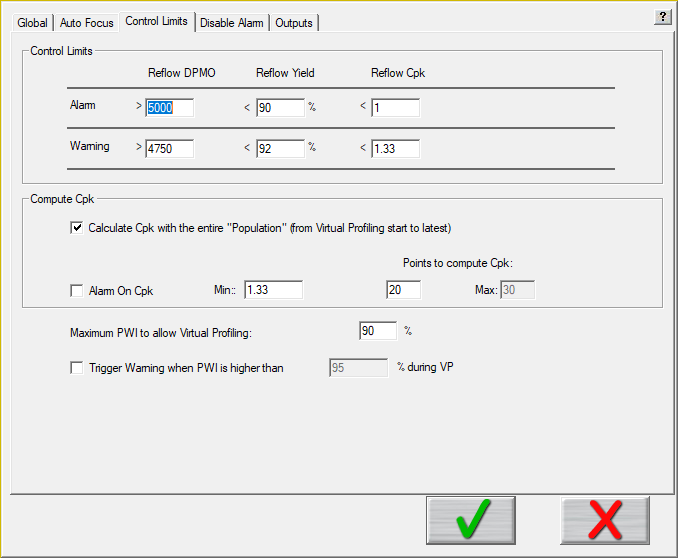 Global Auto Focus Control Limits Disable Alarm Outputs ?
Control Limits
Reflow DPMO Reflow Yield Reflow Cpk
Alarm > 5000 < 90 % < 1
Warning > 4750 < 92 % < 1.33
Compute Cpk
Calculate Cpk with the entire "Population" (from Virtual Profiling start to latest)
Points to compute Cpk:
Alarm On Cpk Min:: 1.33 20 Max: 30
Maximum PWI to allow Virtual Profiling: 90 %
Trigger Warning when PWI is higher than 95 % during VP